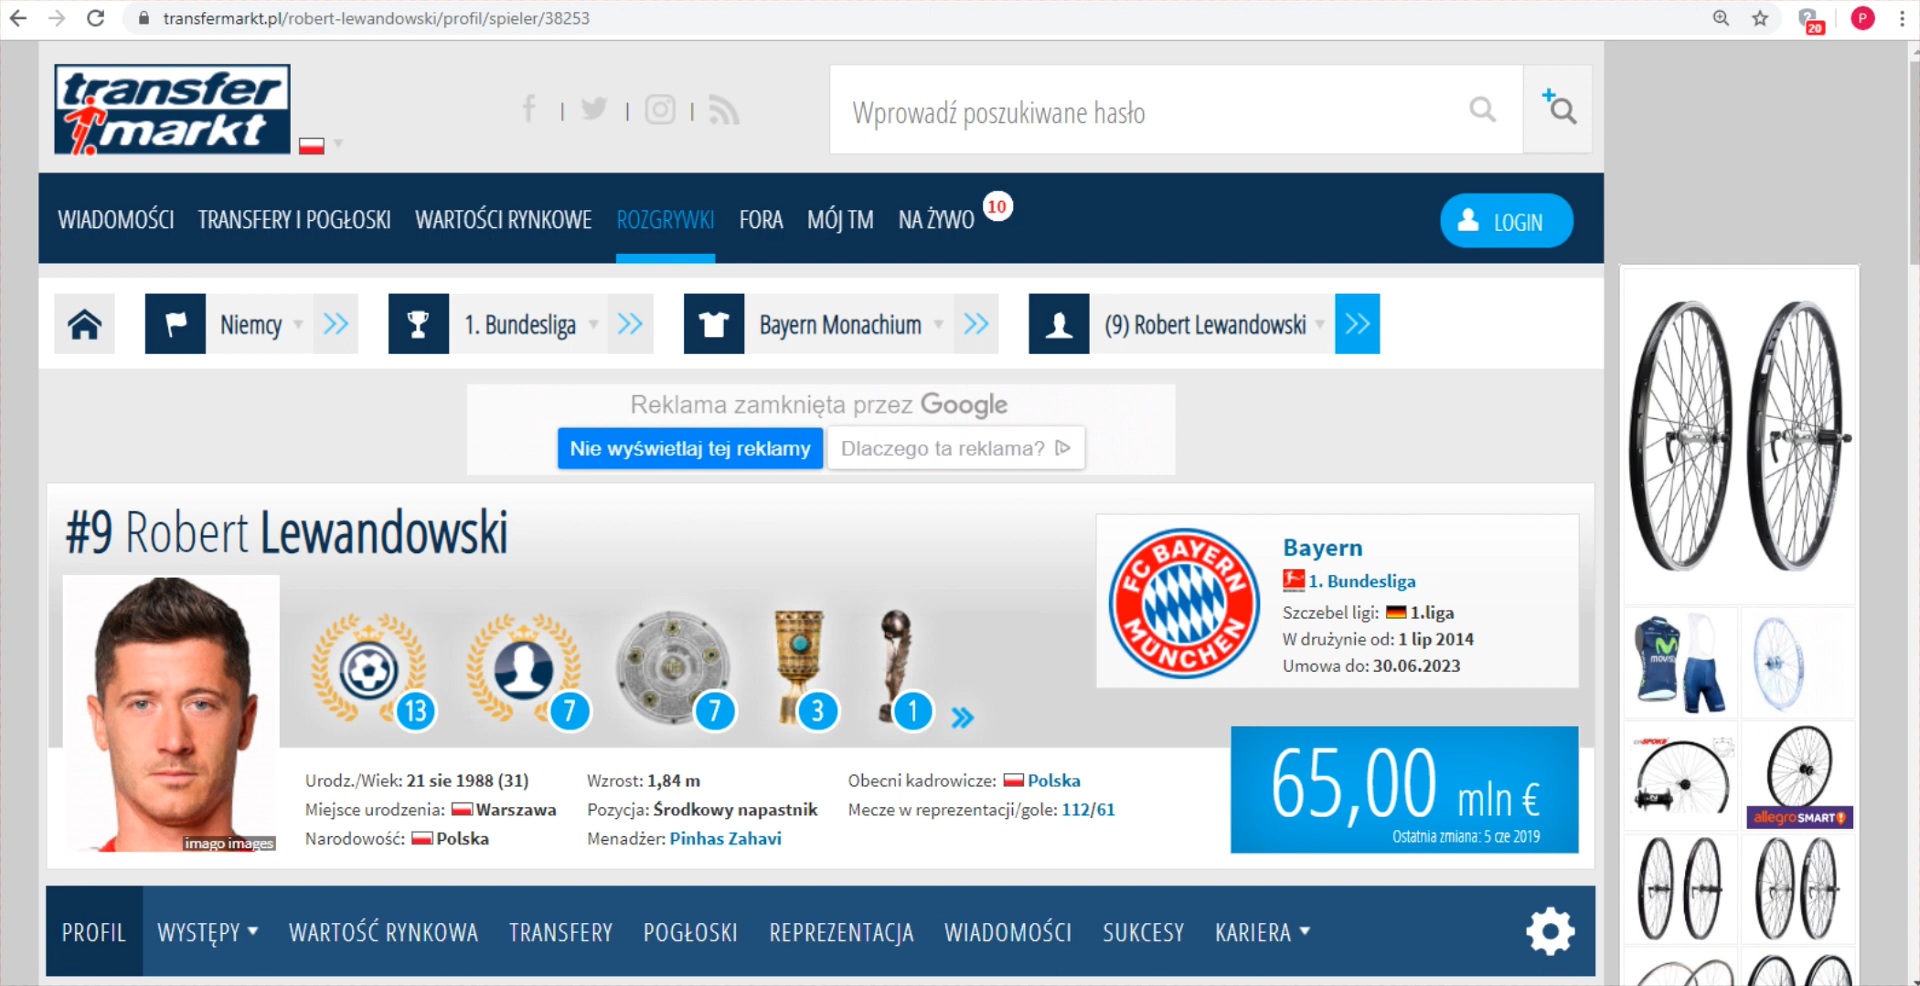 transfermarkt.pl/robert-lewandowski/profil/spieler/38253
20
P
transfer
markt
Wprowadź poszukiwane hasło
WIADOMOŚCI TRANSFERY I POGŁOSKI WARTOŚCI RYNKOWE ROZGRYWKI FORA MÓJ TM NA ŻYWO 10 LOGIN
Niemcy 1. Bundesliga Bayern Monachium (9) Robert Lewandowski
Reklama zamknięta przez Google
Nie wyświetlaj tej reklamy Dlaczego ta reklama?
#9 Robert Lewandowski
FC BAYERN
MÜNCHEN
Bayern
1. Bundesliga
Szczebel ligi: 1.liga
W drużynie od: 1 lip 2014
Umowa do: 30.06.2023
13 7 7 3 1
imago images
Urodz./Wiek: 21 sie 1988 (31)
Miejsce urodzenia: Warszawa
Narodowość: Polska
Wzrost: 1,84 m
Pozycja: Środkowy napastnik
Menadżer: Pinhas Zahavi
Obecni kadrowicze: Polska
Mecze w reprezentacji/gole: 112/61
65,00 mln €
Ostatnia zmiana: 5 cze 2019
PROFIL WYSTĘPY WARTOŚĆ RYNKOWA TRANSFERY POGŁOSKI REPREZENTACJA WIADOMOŚCI SUKCESY KARIERA
allegro SMART!